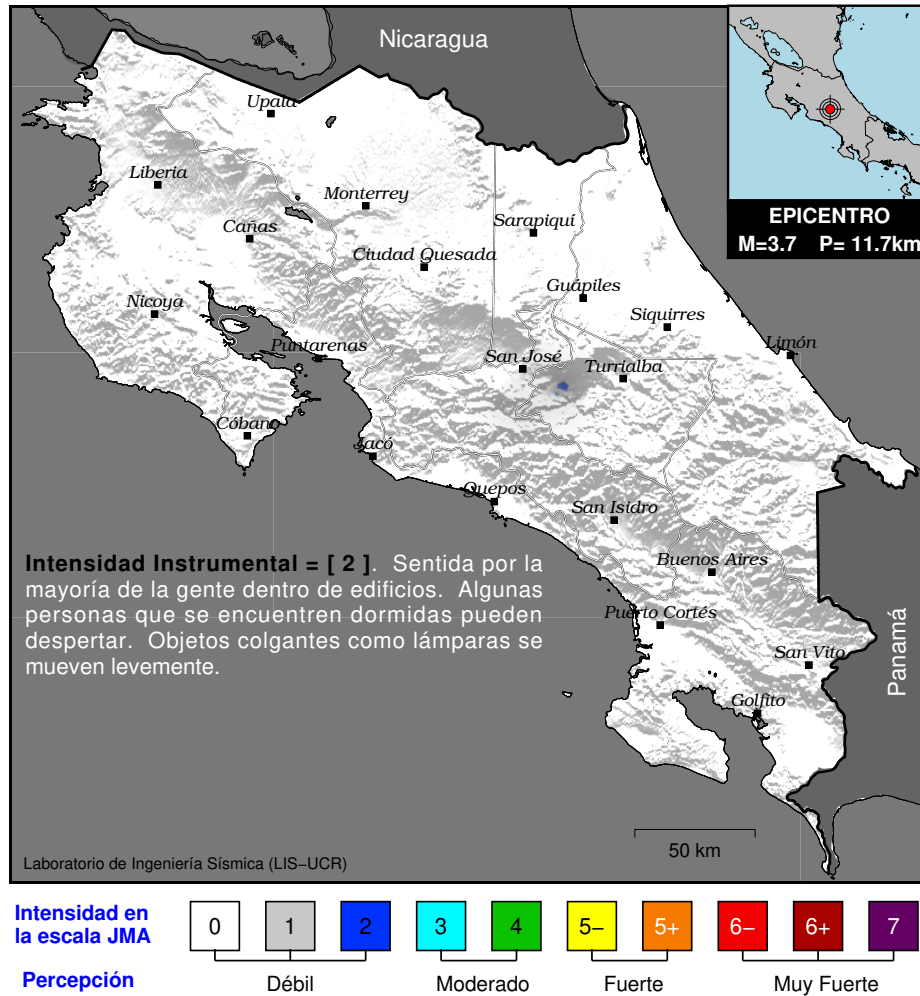 Nicaragua
EPICENTRO
M=3.7 P= 11.7km
Upala
Liberia
Monterrey
Cañas
Sarapiquí
Ciudad Quesada
Guápiles
Nicoya
Siquirres
Puntarenas
San José
Limón
Turrialba
Cóbano
Jacó
Quepos
San Isidro
Buenos Aires
Puerto Cortés
San Vito
Golfito
Panamá
Intensidad Instrumental = [ 2 ]. Sentida por la
mayoría de la gente dentro de edificios. Algunas
personas que se encuentren dormidas pueden
despertar. Objetos colgantes como lámparas se
mueven levemente.
50 km
Laboratorio de Ingeniería Sísmica (LIS–UCR)
Intensidad en
la escala JMA
0 1 2 3 4 5– 5+ 6– 6+ 7
Percepción
Débil Moderado Fuerte Muy Fuerte